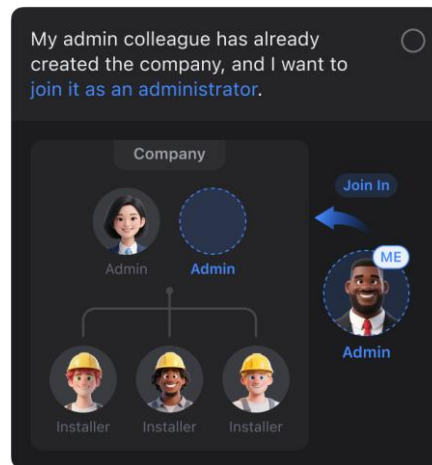 My admin colleague has already
created the company, and I want to
join it as an administrator.
Company
Join In
ME
Admin
Admin
Admin
Installer
Installer
Installer